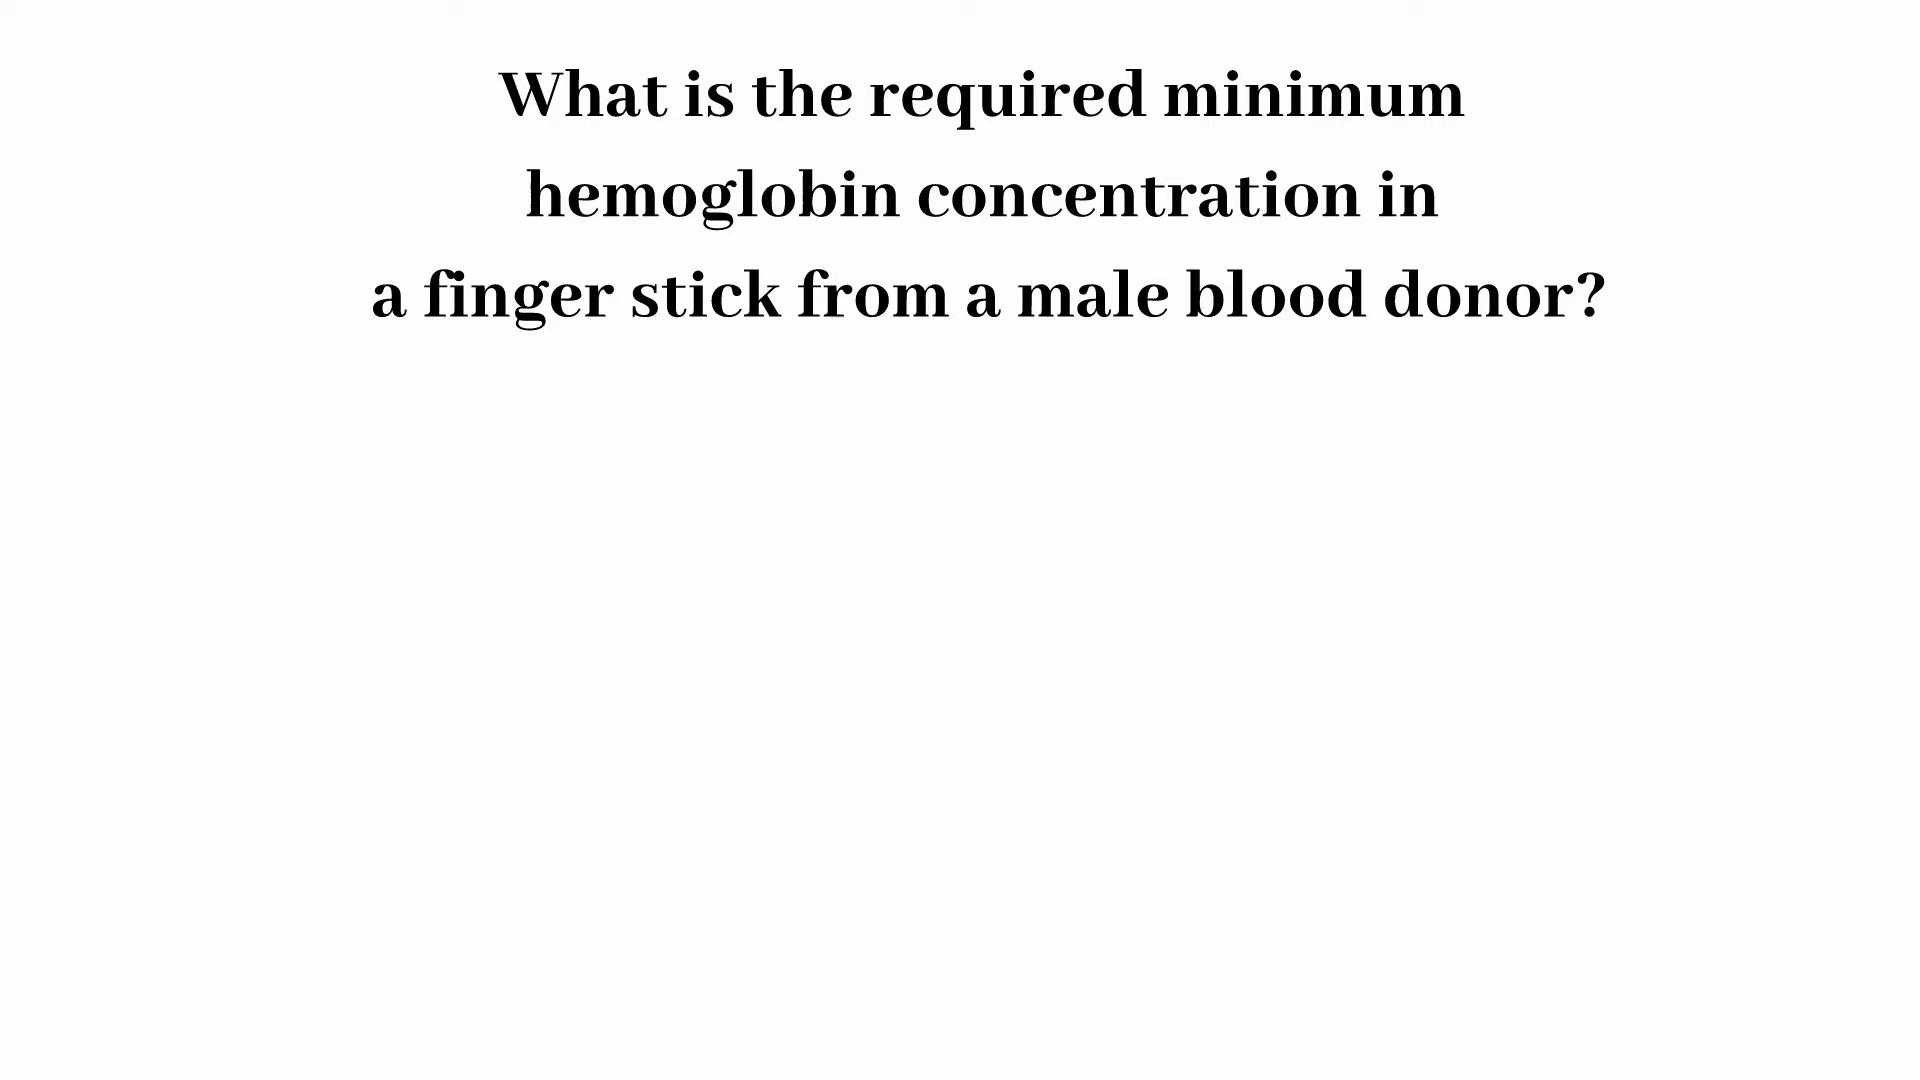 What is the required minimum
hemoglobin concentration in
a finger stick from a male blood donor?